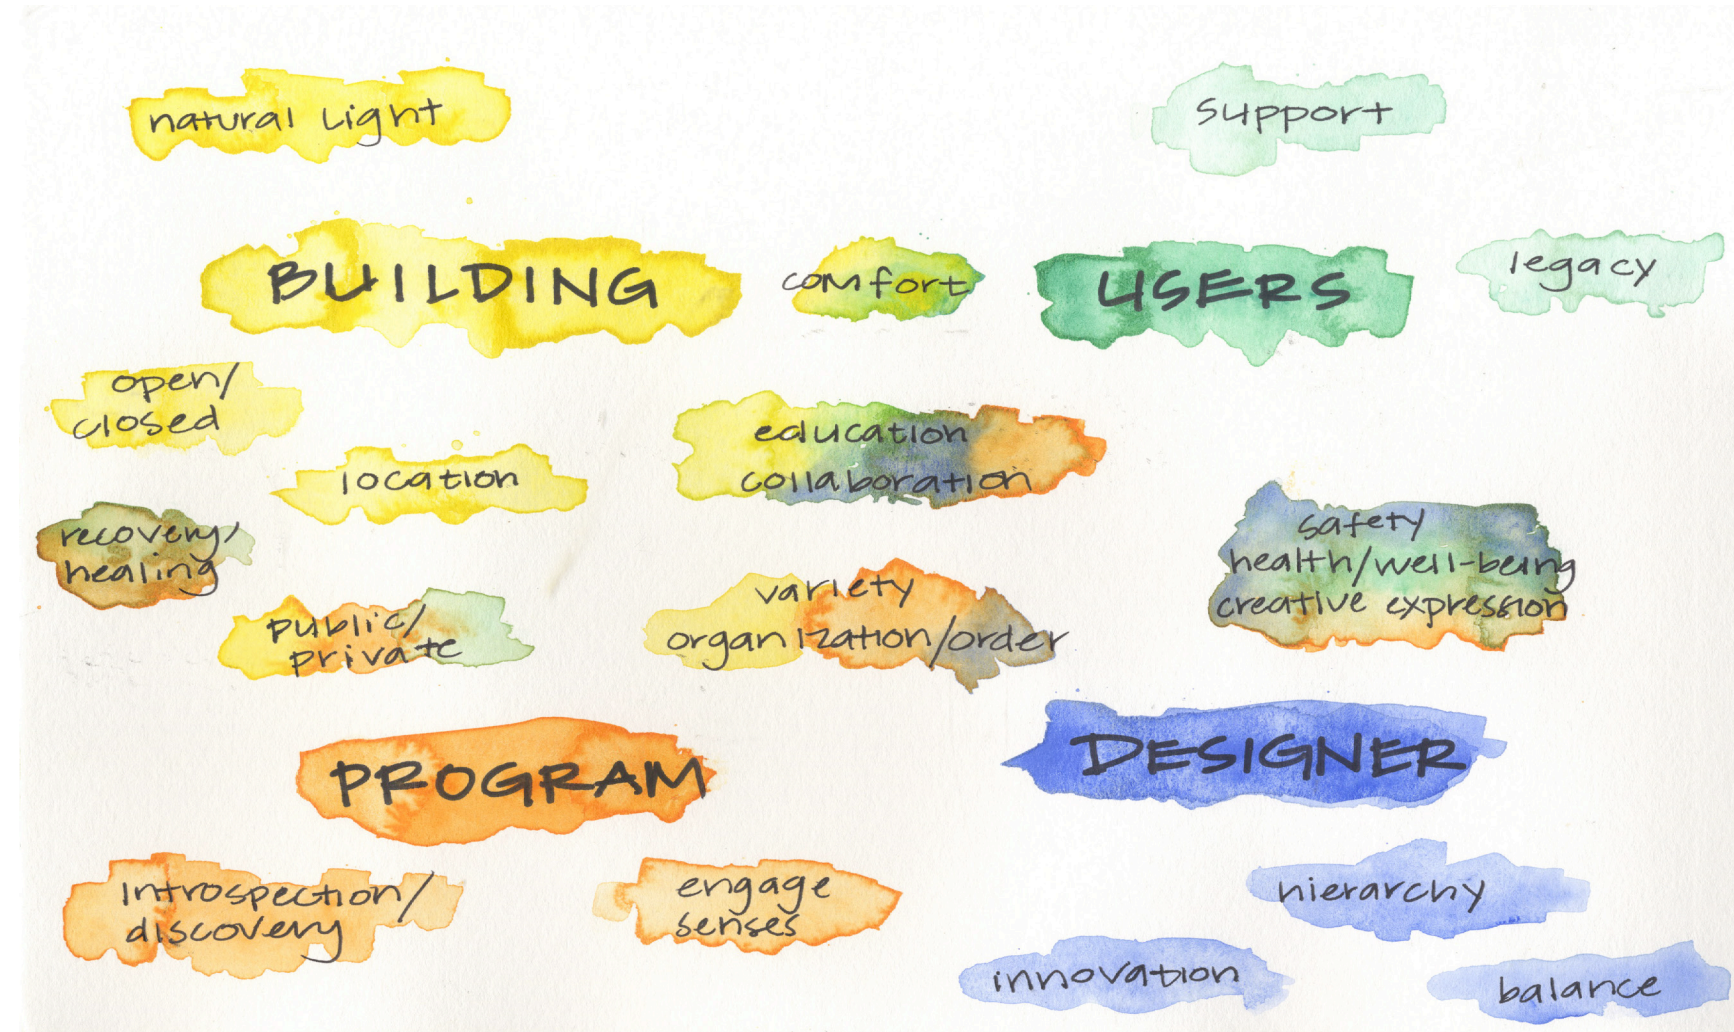 natural light
support
BUILDING
comfort
USERS
legacy
open/
closed
location
education
collaboration
recovery/
healing
safety
health/well-being
creative expression
public/
private
variety
organization/order
PROGRAM
DESIGNER
introspection/
discovery
engage
senses
hierarchy
innovation
balance